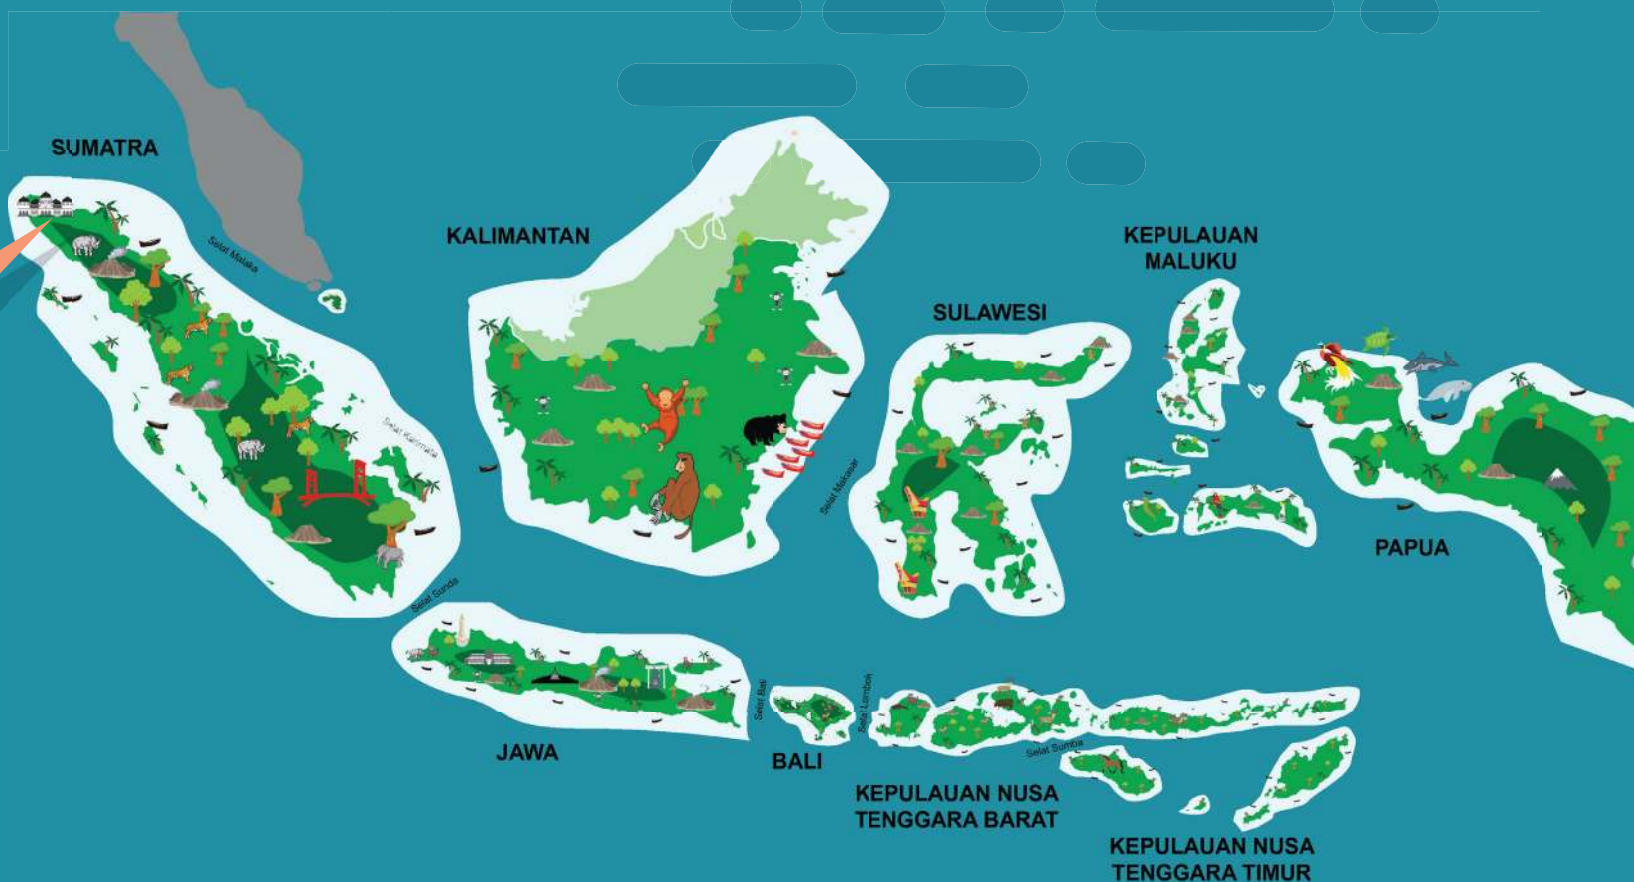 SUMATRA
Selat Malaka
KALIMANTAN
KEPULAUAN
MALUKU
SULAWESI
Selat Karimata
Selat Makasar
PAPUA
Selat Sunda
JAWA
Selat Bali
BALI
Selat Lombok
Selat Sumba
KEPULAUAN NUSA
TENGGARA BARAT
KEPULAUAN NUSA
TENGGARA TIMUR